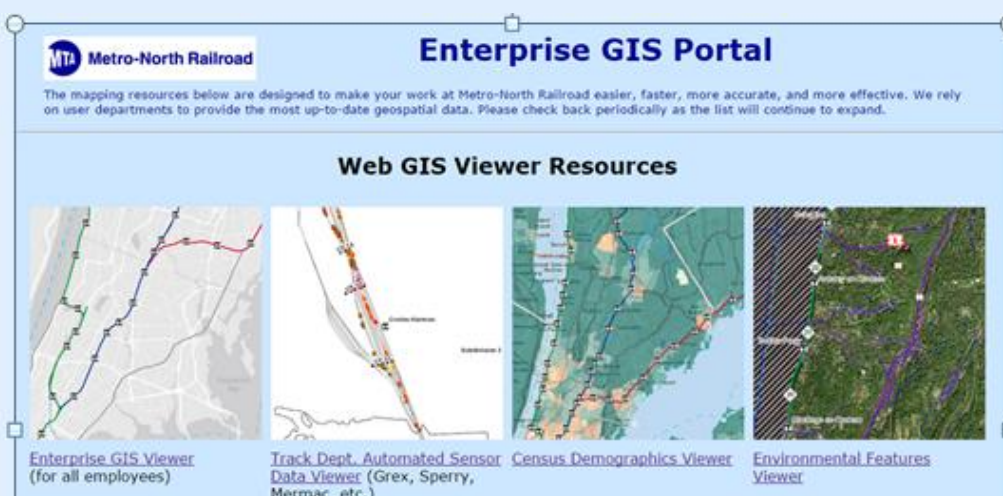 MTA Metro-North Railroad
Enterprise GIS Portal
The mapping resources below are designed to make your work at Metro-North Railroad easier, faster, more accurate, and more effective. We rely
on user departments to provide the most up-to-date geospatial data. Please check back periodically as the list will continue to expand.
Web GIS Viewer Resources
Enterprise GIS Viewer
(for all employees)
Track Dept. Automated Sensor
Data Viewer (Grex, Sperry,
Mermac, etc.)
Census Demographics Viewer
Environmental Features
Viewer